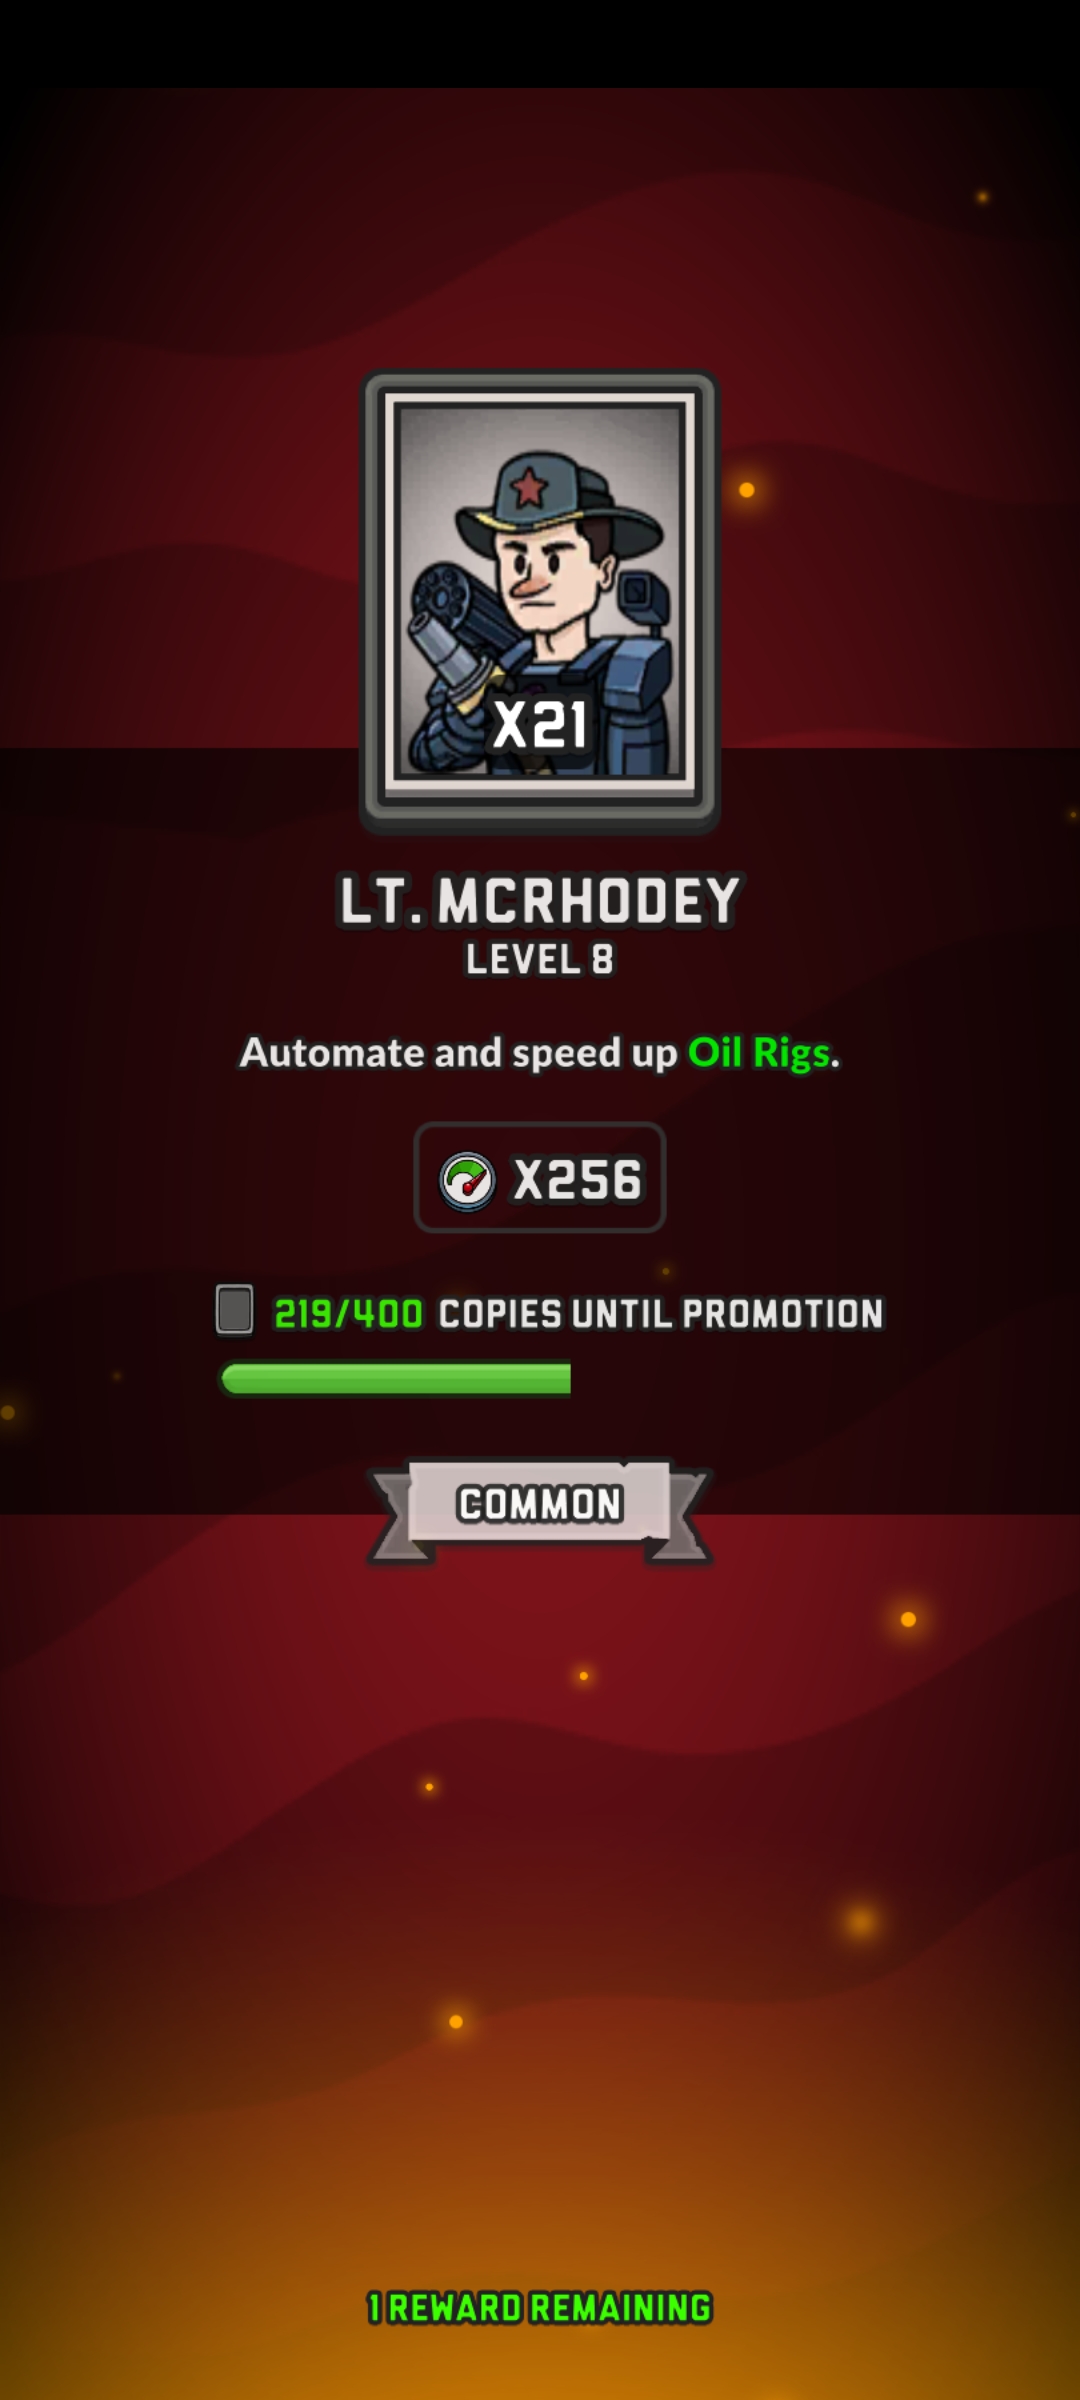 X21
LT. MCRHODEY
LEVEL 8
Automate and speed up Oil Rigs.
X256
219/400 COPIES UNTIL PROMOTION
COMMON
1 REWARD REMAINING